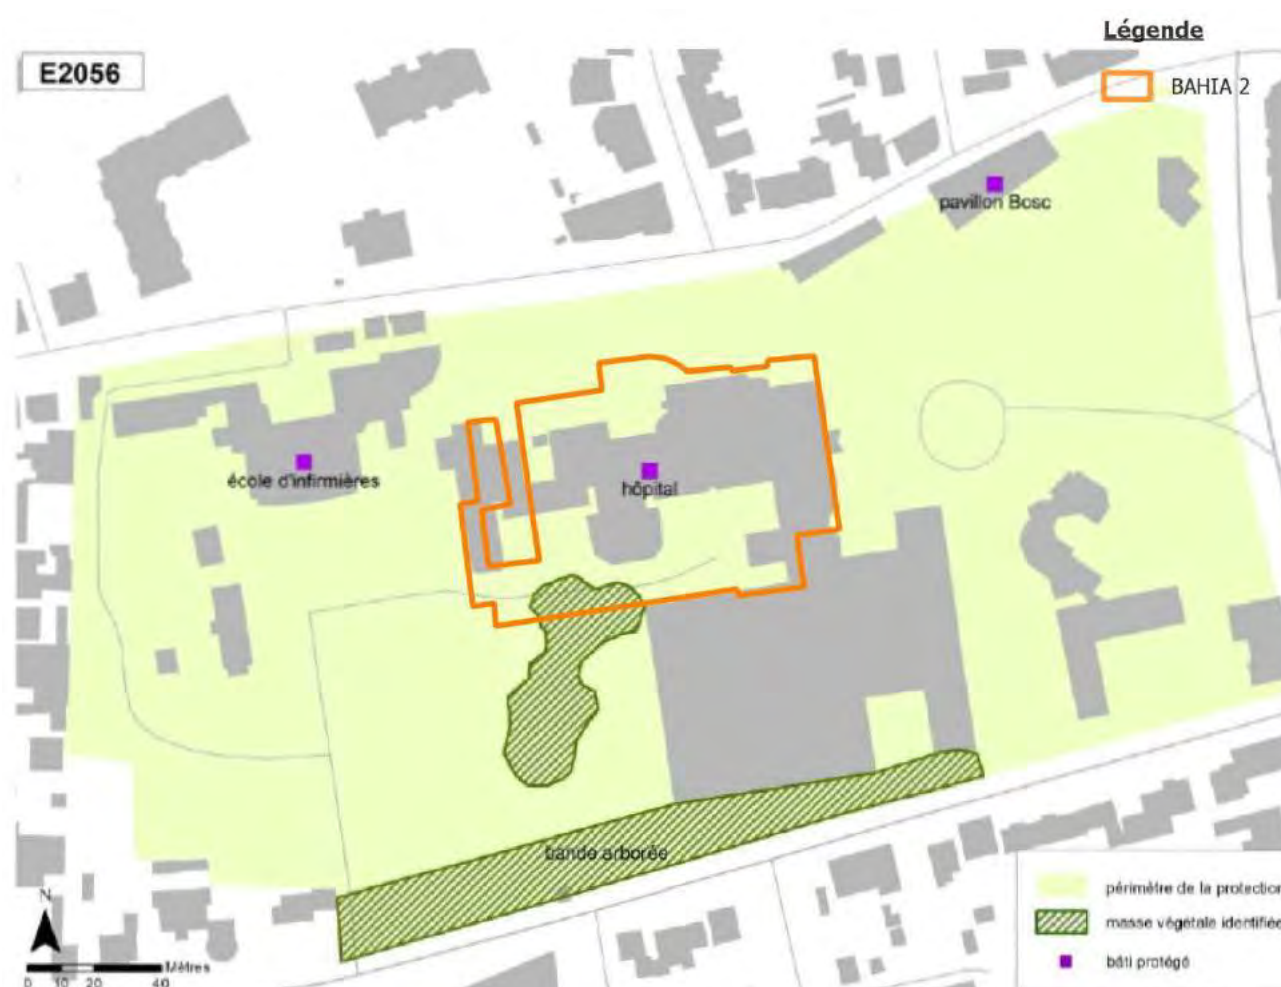 Légende
E2056
BAHIA 2
pavillon Bosc
école d'infirmières
hôpital
bande arborée
périmètre de la protection
masse végétale identifiée
bâti protégé
N
Mètres
0 10 20 40